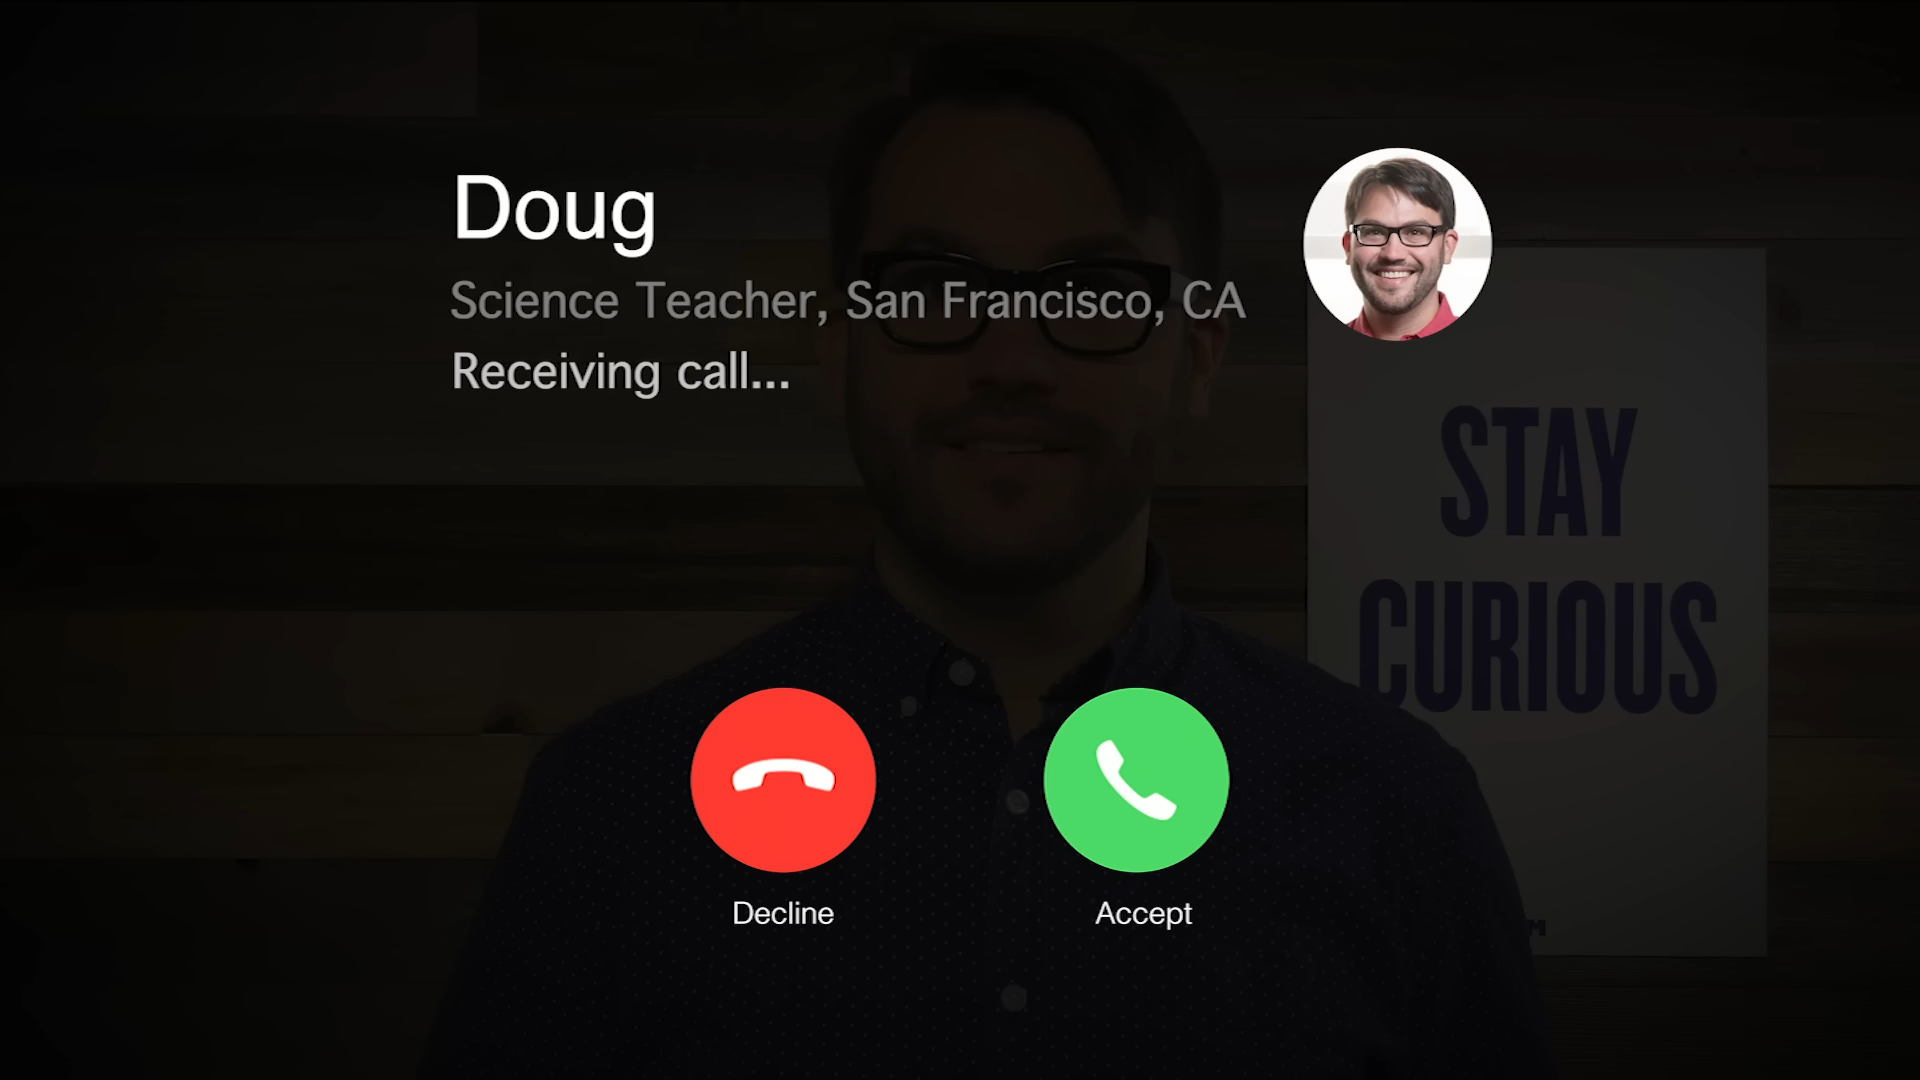 Doug
Science Teacher, San Francisco, CA
Receiving call...
STAY
CURIOUS
Decline
Accept